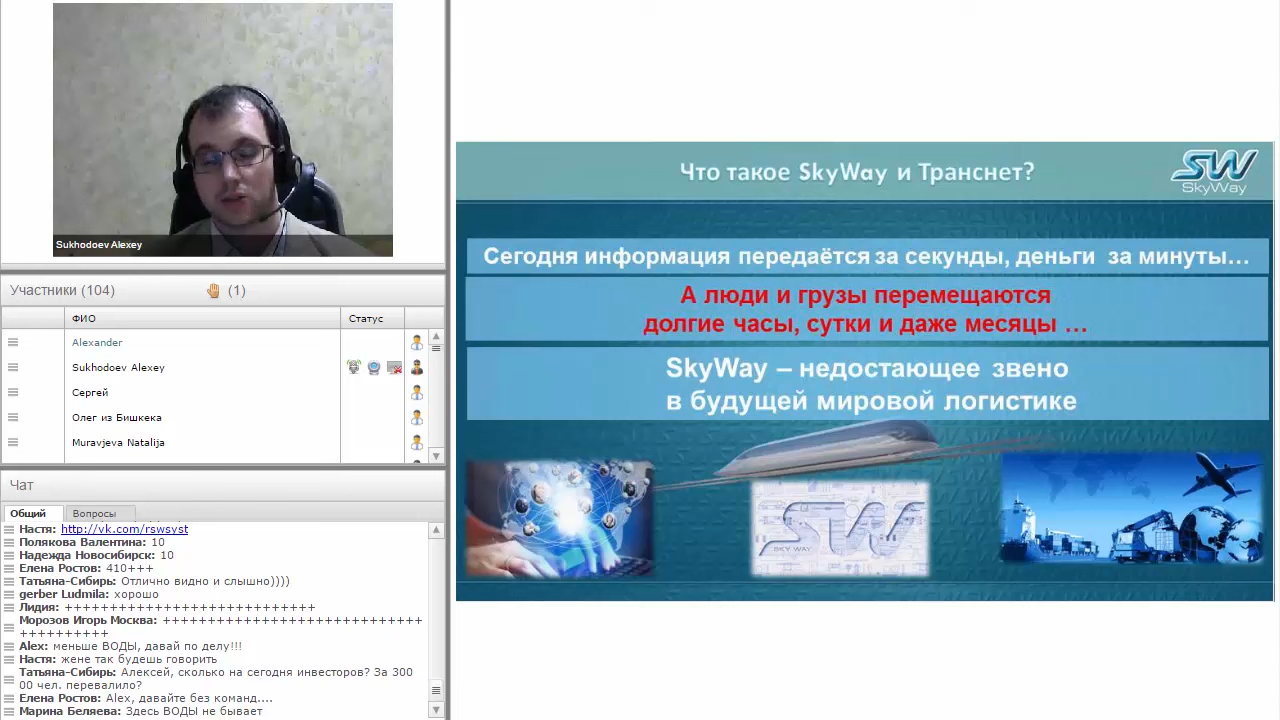 Sukhodoev Alexey
Участники (104)
(1)
ФИО
Статус
Alexander
Sukhodoev Alexey
Сергей
Олег из Бишкека
Muravjeva Natalija
Чат
Общий
Вопросы
Настя: http://vk.com/rswsvst
Полякова Валентина: 10
Надежда Новосибирск: 10
Елена Ростов: 410+++
Татьяна-Сибирь: Отлично видно и слышно))))
gerber Ludmila: хорошо
Лидия: ++++++++++++++++++++++++++++
Морозов Игорь Москва: +++++++++++++++++++++++++++++
++++++++++
Alex: меньше ВОДЫ, давай по делу!!!
Настя: жене так будешь говорить
Татьяна-Сибирь: Алексей, сколько на сегодня инвесторов? За 300
00 чел. перевалило?
Елена Ростов: Alex, давайте без команд....
Марина Беляева: Здесь ВОДЫ не бывает
Что такое SkyWay и Транснет?
SW
SkyWay
Сегодня информация передаётся за секунды, деньги за минуты...
А люди и грузы перемещаются
долгие часы, сутки и даже месяцы ...
SkyWay – недостающее звено
в будущей мировой логистике
SW
SKY WAY